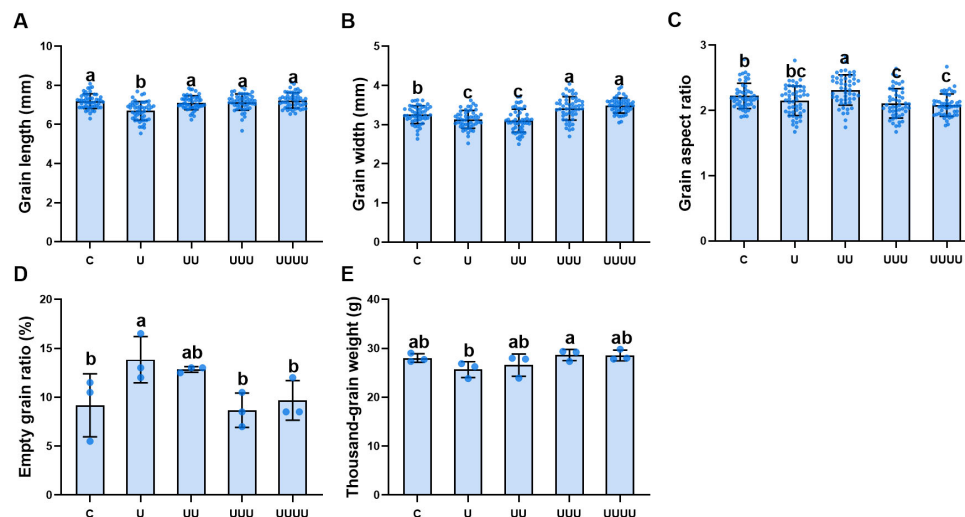 A
Grain length (mm)
10
8
6
4
2
0
a
b
a
a
a
C
U
UU
UUU
UUUU
B
Grain width (mm)
5
4
3
2
1
0
b
c
c
a
a
C
U
UU
UUU
UUUU
C
Grain aspect ratio
3
2
1
0
b
bc
a
c
c
C
U
UU
UUU
UUUU
D
Empty grain ratio (%)
20
15
10
5
0
b
a
ab
b
b
C
U
UU
UUU
UUUU
E
Thousand-grain weight (g)
40
30
20
10
0
ab
b
ab
a
ab
C
U
UU
UUU
UUUU